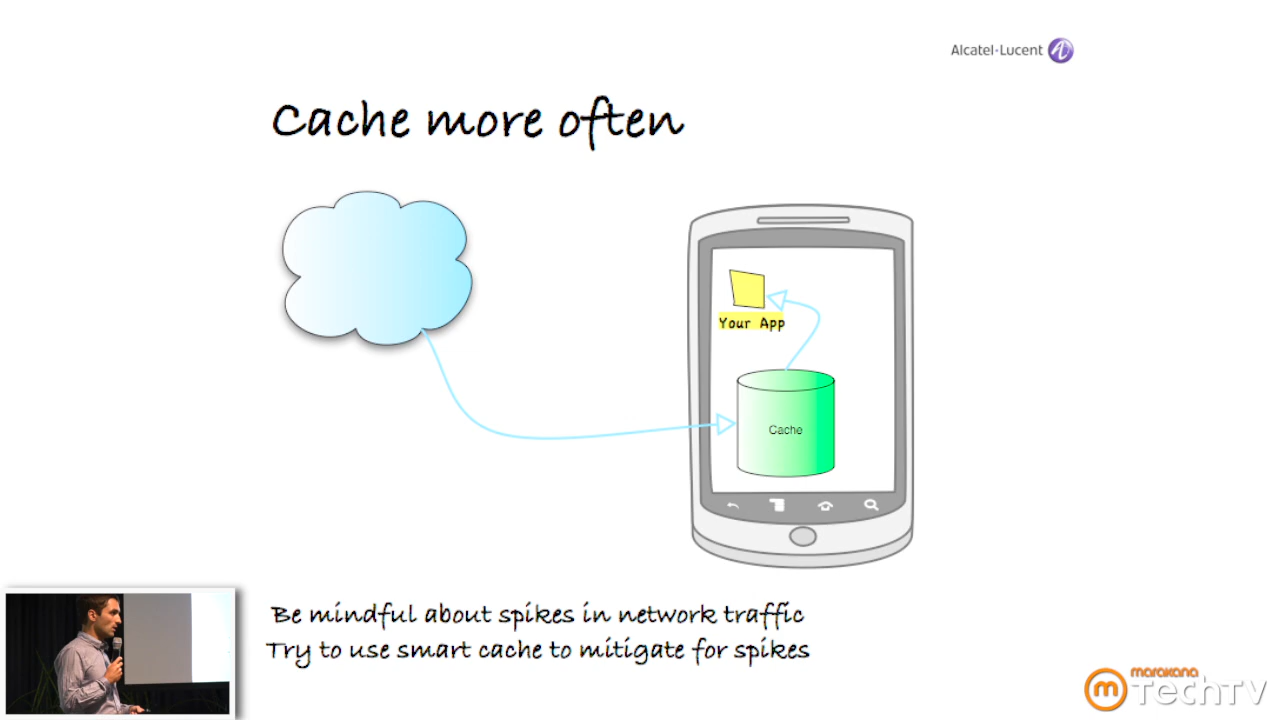 Alcatel·Lucent
Cache more often
Your App
Cache
Be mindful about spikes in network traffic
Try to use smart cache to mitigate for spikes
marakana
TechTV